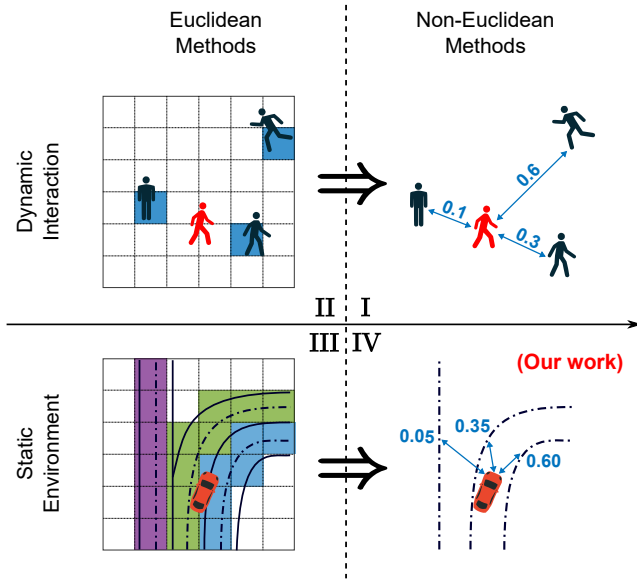 Euclidean
Methods
Non-Euclidean
Methods
Dynamic
Interaction
0.6
0.1
0.3
II
I
III
IV
(Our work)
Static
Environment
0.05
0.35
0.60